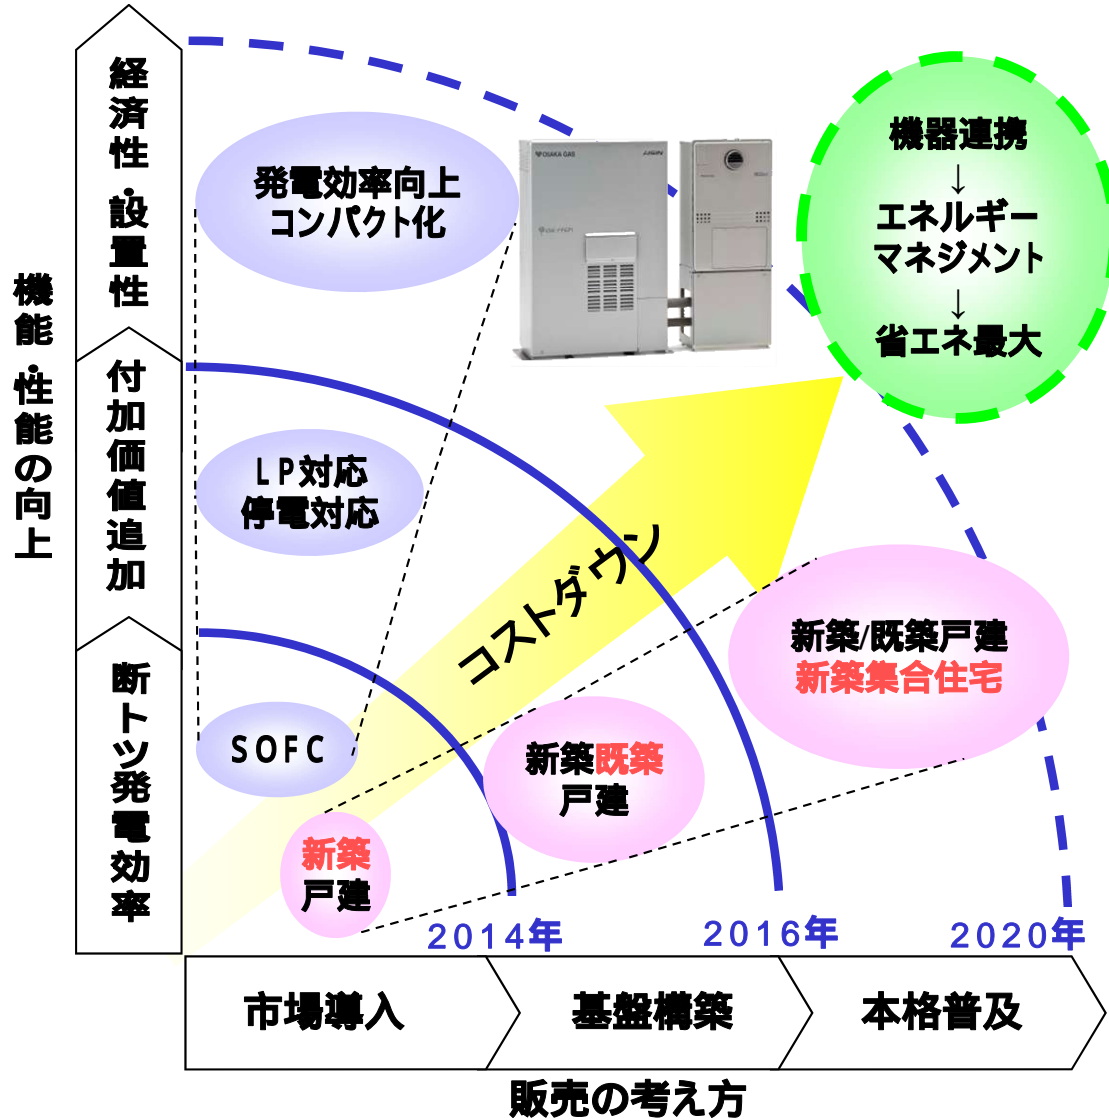 機能・性能の向上
経済性・設置性
付加価値追加
断トツ発電効率
発電効率向上
コンパクト化
LP対応
停電対応
SOFC
OSAKA GAS
AISIN
機器連携
↓
エネルギー
マネジメント
↓
省エネ最大
コストダウン
新築/既築戸建
新築集合住宅
新築既築
戸建
新築
戸建
2014年
2016年
2020年
市場導入
基盤構築
本格普及
販売の考え方